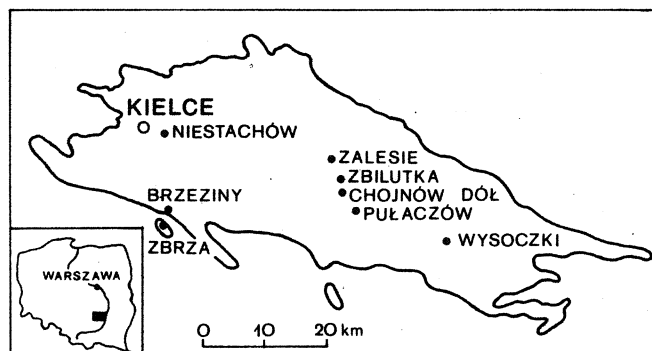 KIELCE
NIESTACHÓW
ZALESIE
ZBILUTKA
CHOJNÓW DÓŁ
PUŁACZÓW
BRZEZINY
ZBRZA
WYSOCZKI
WARSZAWA
0 10 20 km